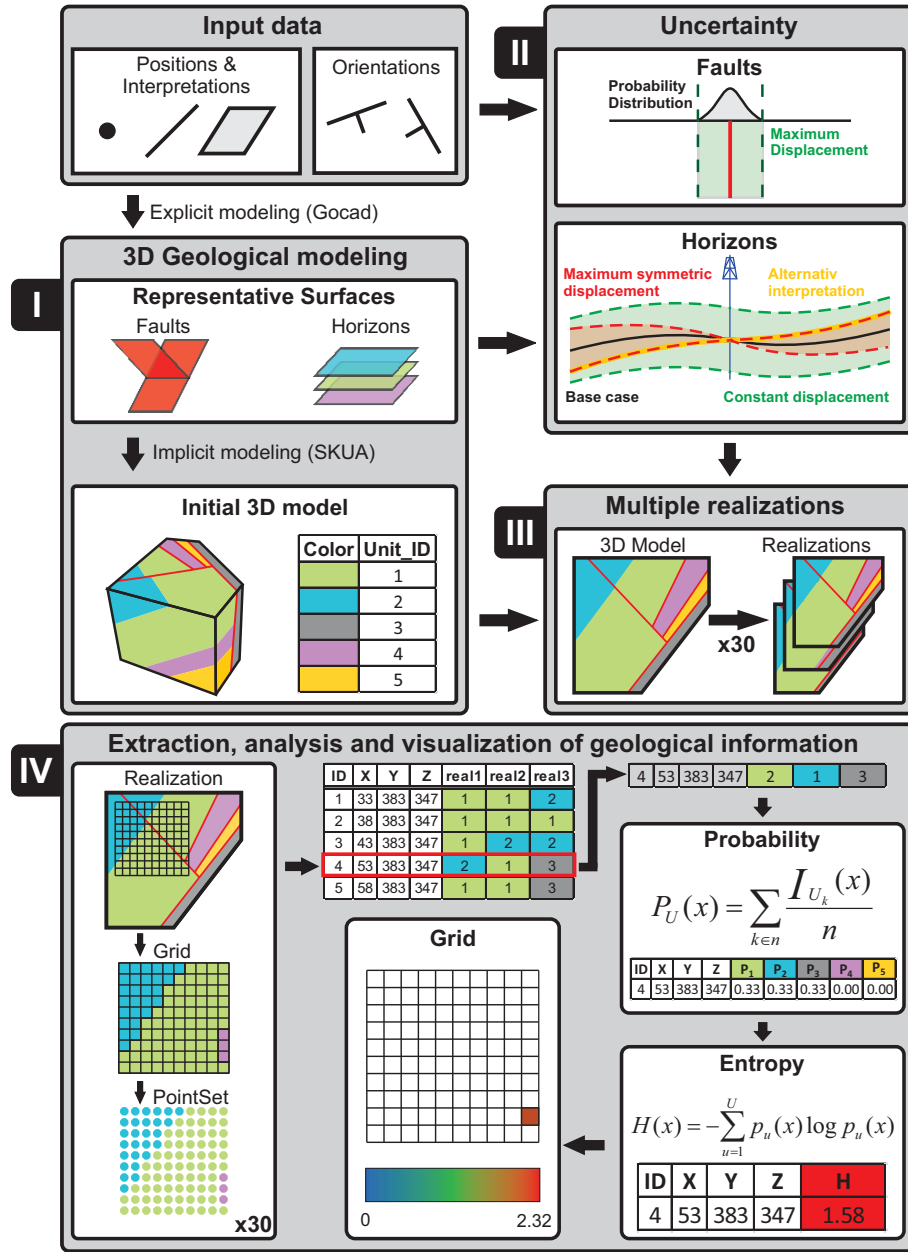 Input data
Positions &
Interpretations
Orientations
Explicit modeling (Gocad)
I
3D Geological modeling
Representative Surfaces
Faults
Horizons
Implicit modeling (SKUA)
Initial 3D model
Color Unit_ID
1
2
3
4
5
II
Uncertainty
Faults
Probability
Distribution
Maximum
Displacement
Horizons
Maximum symmetric
displacement
Alternativ
interpretation
Base case
Constant displacement
III
Multiple realizations
3D Model
Realizations
x30
IV
Extraction, analysis and visualization of geological information
Realization
Grid
PointSet
x30
ID X Y Z real1 real2 real3
1 33 383 347 1 1 2
2 38 383 347 1 1 1
3 43 383 347 1 2 2
4 53 383 347 2 1 3
5 58 383 347 1 1 3
4 53 383 347 2 1 3
Probability
P_U(x) = ∑_{k∈n} I_{U_k}(x) / n
ID X Y Z P₁ P₂ P₃ P₄ P₅
4 53 383 347 0.33 0.33 0.33 0.00 0.00
Entropy
H(x) = −∑_{u=1}^{U} p_u(x) log p_u(x)
ID X Y Z H
4 53 383 347 1.58
Grid
0 2.32